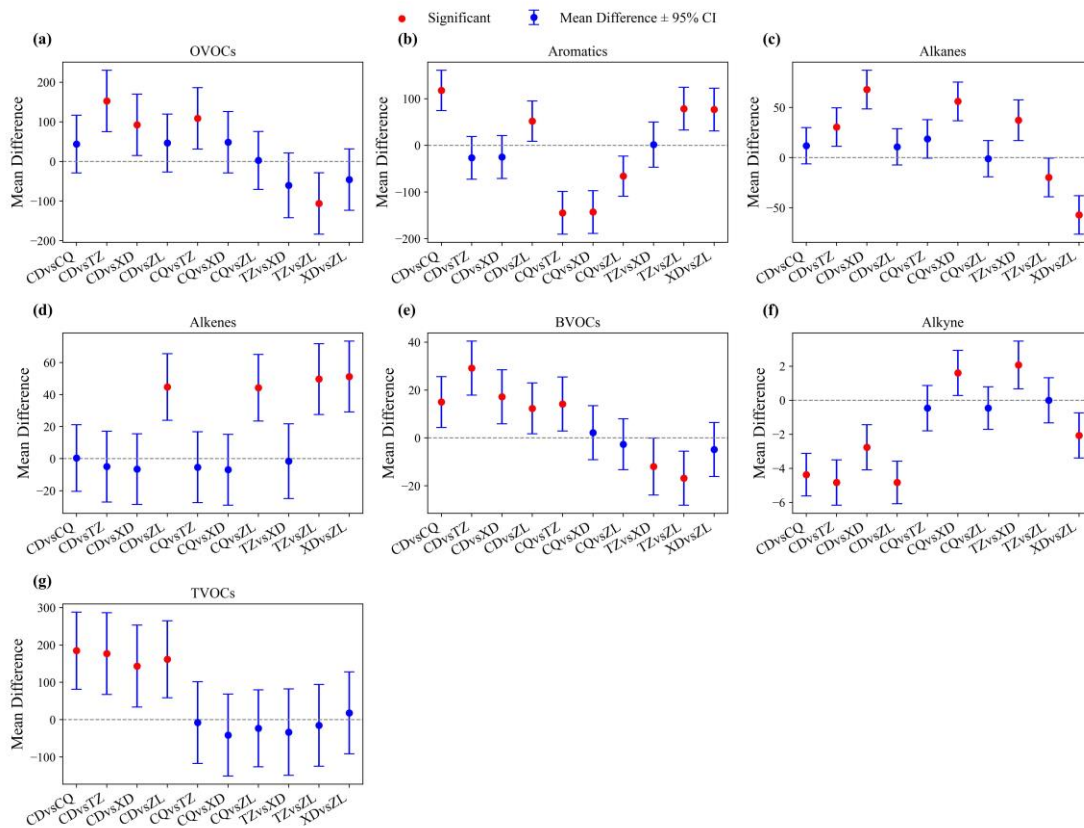 Significant Mean Difference ± 95% CI
(a) OVOCs
Mean Difference
200
100
0
−100
−200
CDvsCQ CDvsTZ CDvsXD CDvsZL CQvsTZ CQvsXD CQvsZL TZvsXD TZvsZL XDvsZL
(b) Aromatics
Mean Difference
100
0
−100
−200
CDvsCQ CDvsTZ CDvsXD CDvsZL CQvsTZ CQvsXD CQvsZL TZvsXD TZvsZL XDvsZL
(c) Alkanes
Mean Difference
50
0
−50
CDvsCQ CDvsTZ CDvsXD CDvsZL CQvsTZ CQvsXD CQvsZL TZvsXD TZvsZL XDvsZL
(d) Alkenes
Mean Difference
60
40
20
0
−20
CDvsCQ CDvsTZ CDvsXD CDvsZL CQvsTZ CQvsXD CQvsZL TZvsXD TZvsZL XDvsZL
(e) BVOCs
Mean Difference
40
20
0
−20
CDvsCQ CDvsTZ CDvsXD CDvsZL CQvsTZ CQvsXD CQvsZL TZvsXD TZvsZL XDvsZL
(f) Alkyne
Mean Difference
2
0
−2
−4
−6
CDvsCQ CDvsTZ CDvsXD CDvsZL CQvsTZ CQvsXD CQvsZL TZvsXD TZvsZL XDvsZL
(g) TVOCs
Mean Difference
300
200
100
0
−100
CDvsCQ CDvsTZ CDvsXD CDvsZL CQvsTZ CQvsXD CQvsZL TZvsXD TZvsZL XDvsZL